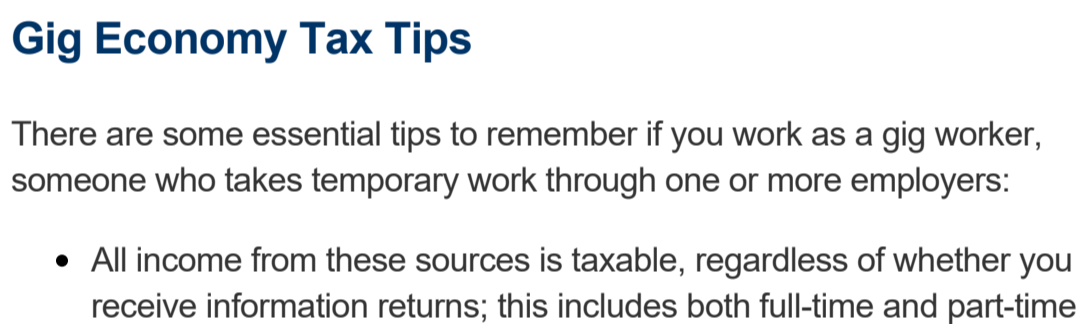 Gig Economy Tax Tips
There are some essential tips to remember if you work as a gig worker,
someone who takes temporary work through one or more employers:
• All income from these sources is taxable, regardless of whether you
receive information returns; this includes both full-time and part-time